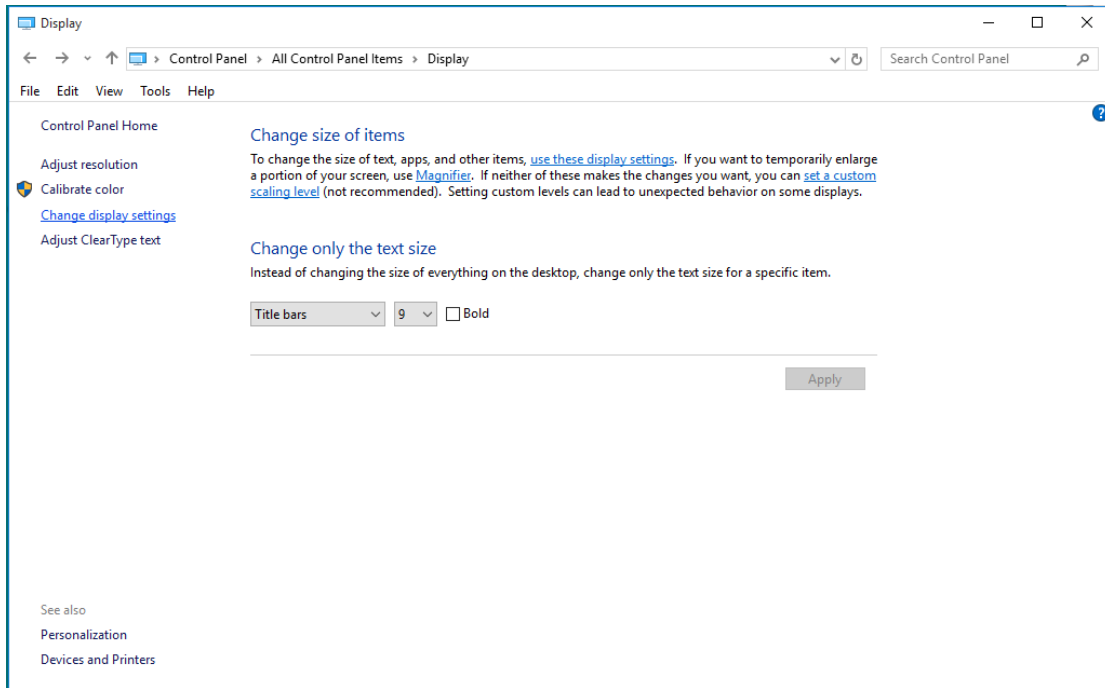 Display
Control Panel > All Control Panel Items > Display
Search Control Panel
File Edit View Tools Help
?
Control Panel Home
Adjust resolution
Calibrate color
Change display settings
Adjust ClearType text
Change size of items
To change the size of text, apps, and other items, use these display settings. If you want to temporarily enlarge
a portion of your screen, use Magnifier. If neither of these makes the changes you want, you can set a custom
scaling level (not recommended). Setting custom levels can lead to unexpected behavior on some displays.
Change only the text size
Instead of changing the size of everything on the desktop, change only the text size for a specific item.
Title bars 9 Bold
Apply
See also
Personalization
Devices and Printers